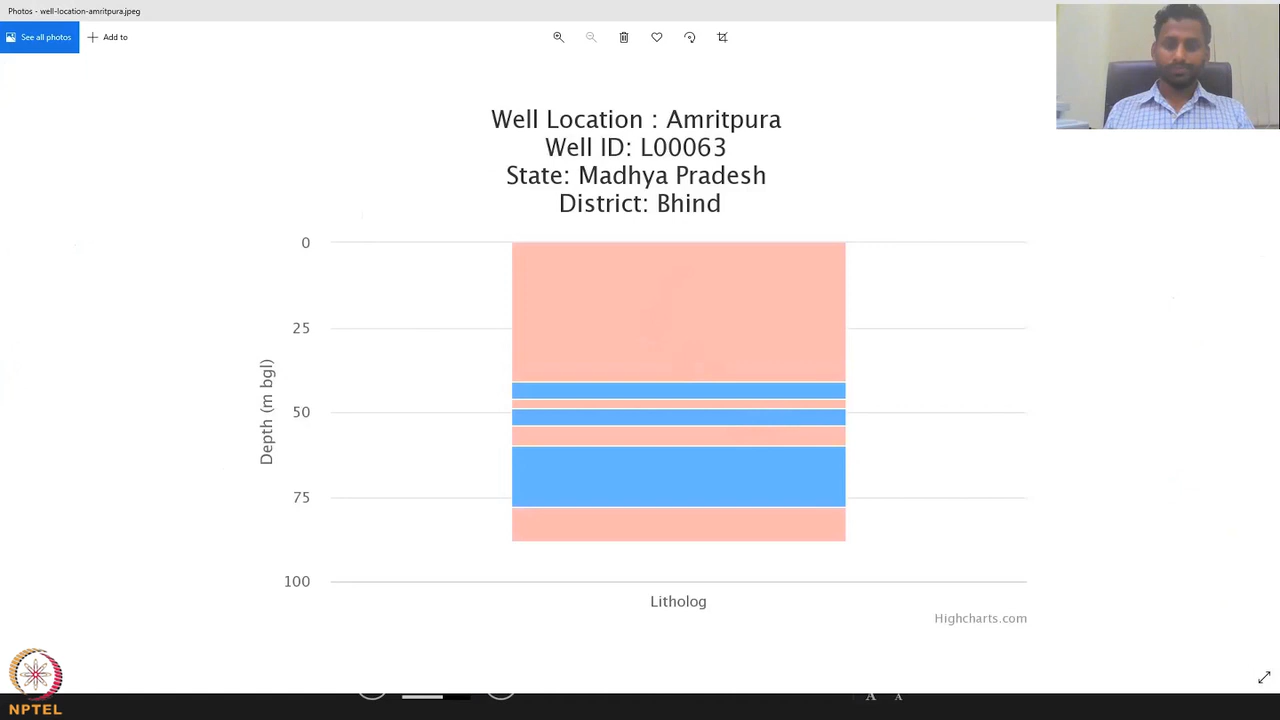 Photos - well-location-amritpura.jpeg
See all photos
Add to
Well Location : Amritpura
Well ID: L00063
State: Madhya Pradesh
District: Bhind
0
25
50
75
100
Depth (m bgl)
Litholog
Highcharts.com
NPTEL
A A